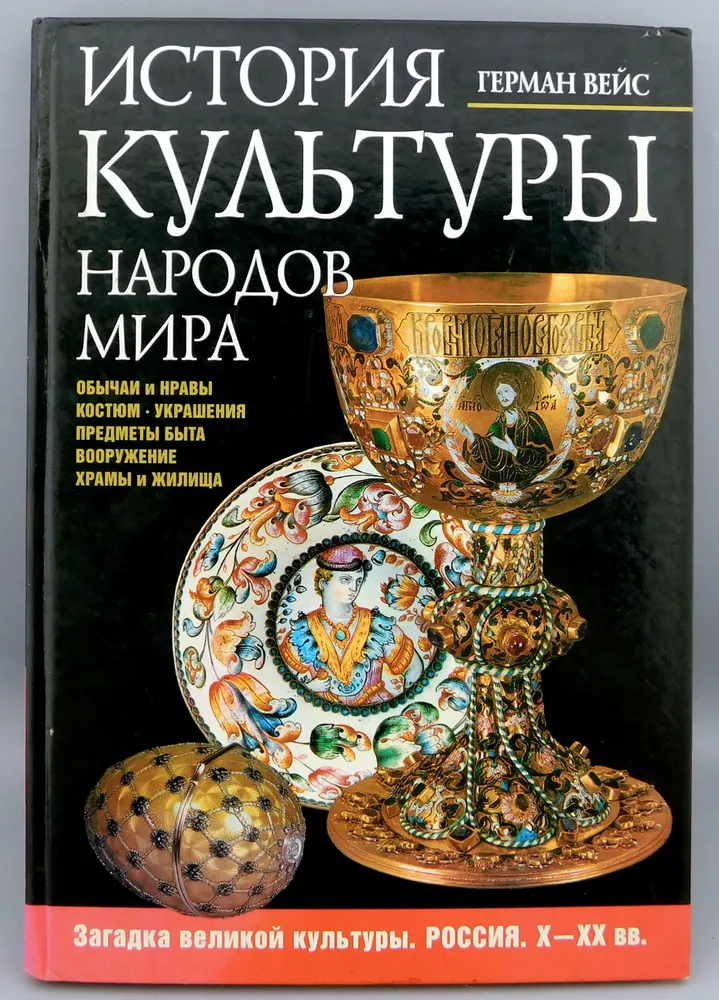 ИСТОРИЯ
ГЕРМАН ВЕЙС
КУЛЬТУРЫ
НАРОДОВ
МИРА
ОБЫЧАИ и НРАВЫ
КОСТЮМ · УКРАШЕНИЯ
ПРЕДМЕТЫ БЫТА
ВООРУЖЕНИЕ
ХРАМЫ и ЖИЛИЩА
Загадка великой культуры. РОССИЯ. X—XX вв.